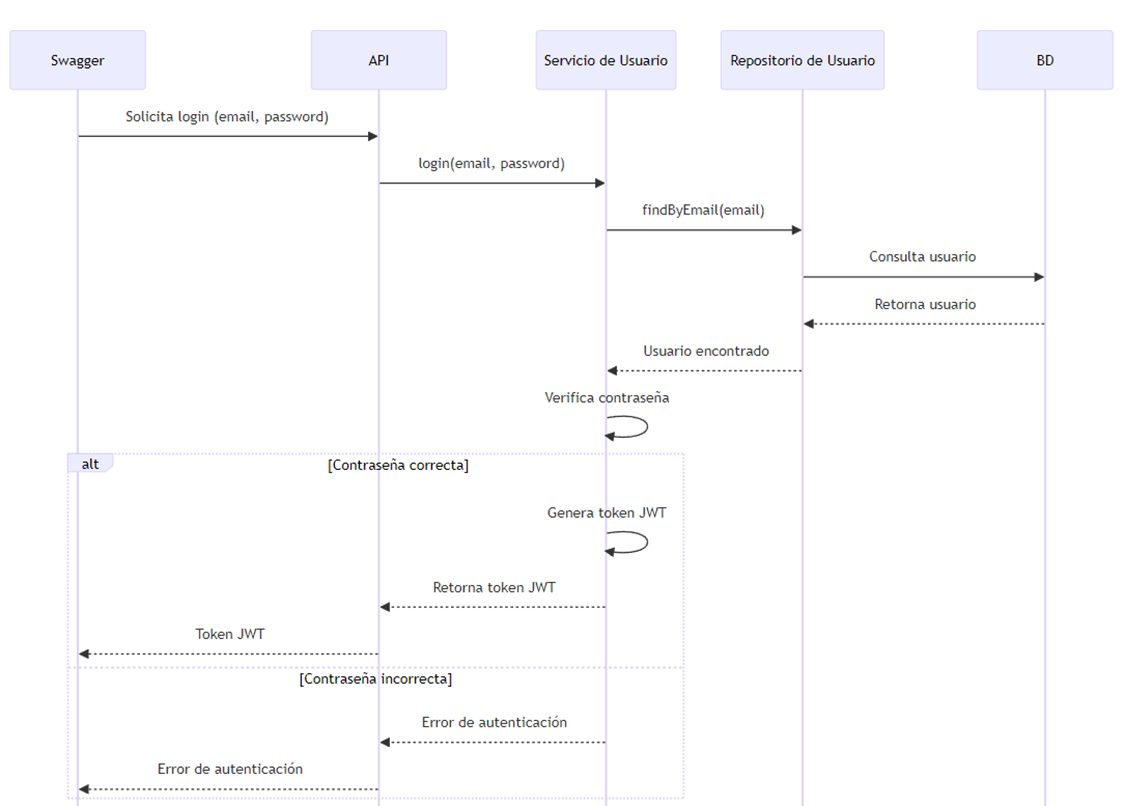 Swagger
API
Servicio de Usuario
Repositorio de Usuario
BD
Solicita login (email, password)
login(email, password)
findByEmail(email)
Consulta usuario
Retorna usuario
Usuario encontrado
Verifica contraseña
alt
[Contraseña correcta]
Genera token JWT
Retorna token JWT
Token JWT
[Contraseña incorrecta]
Error de autenticación
Error de autenticación